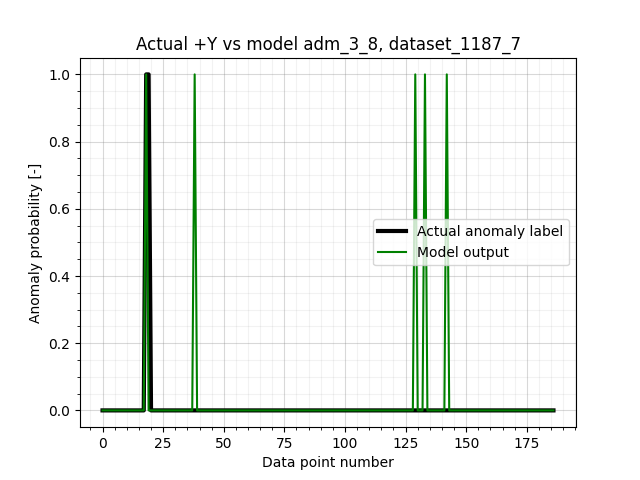 Actual +Y vs model adm_3_8, dataset_1187_7
1.0
0.8
0.6
0.4
0.2
0.0
Anomaly probability [-]
Actual anomaly label
Model output
0 25 50 75 100 125 150 175
Data point number